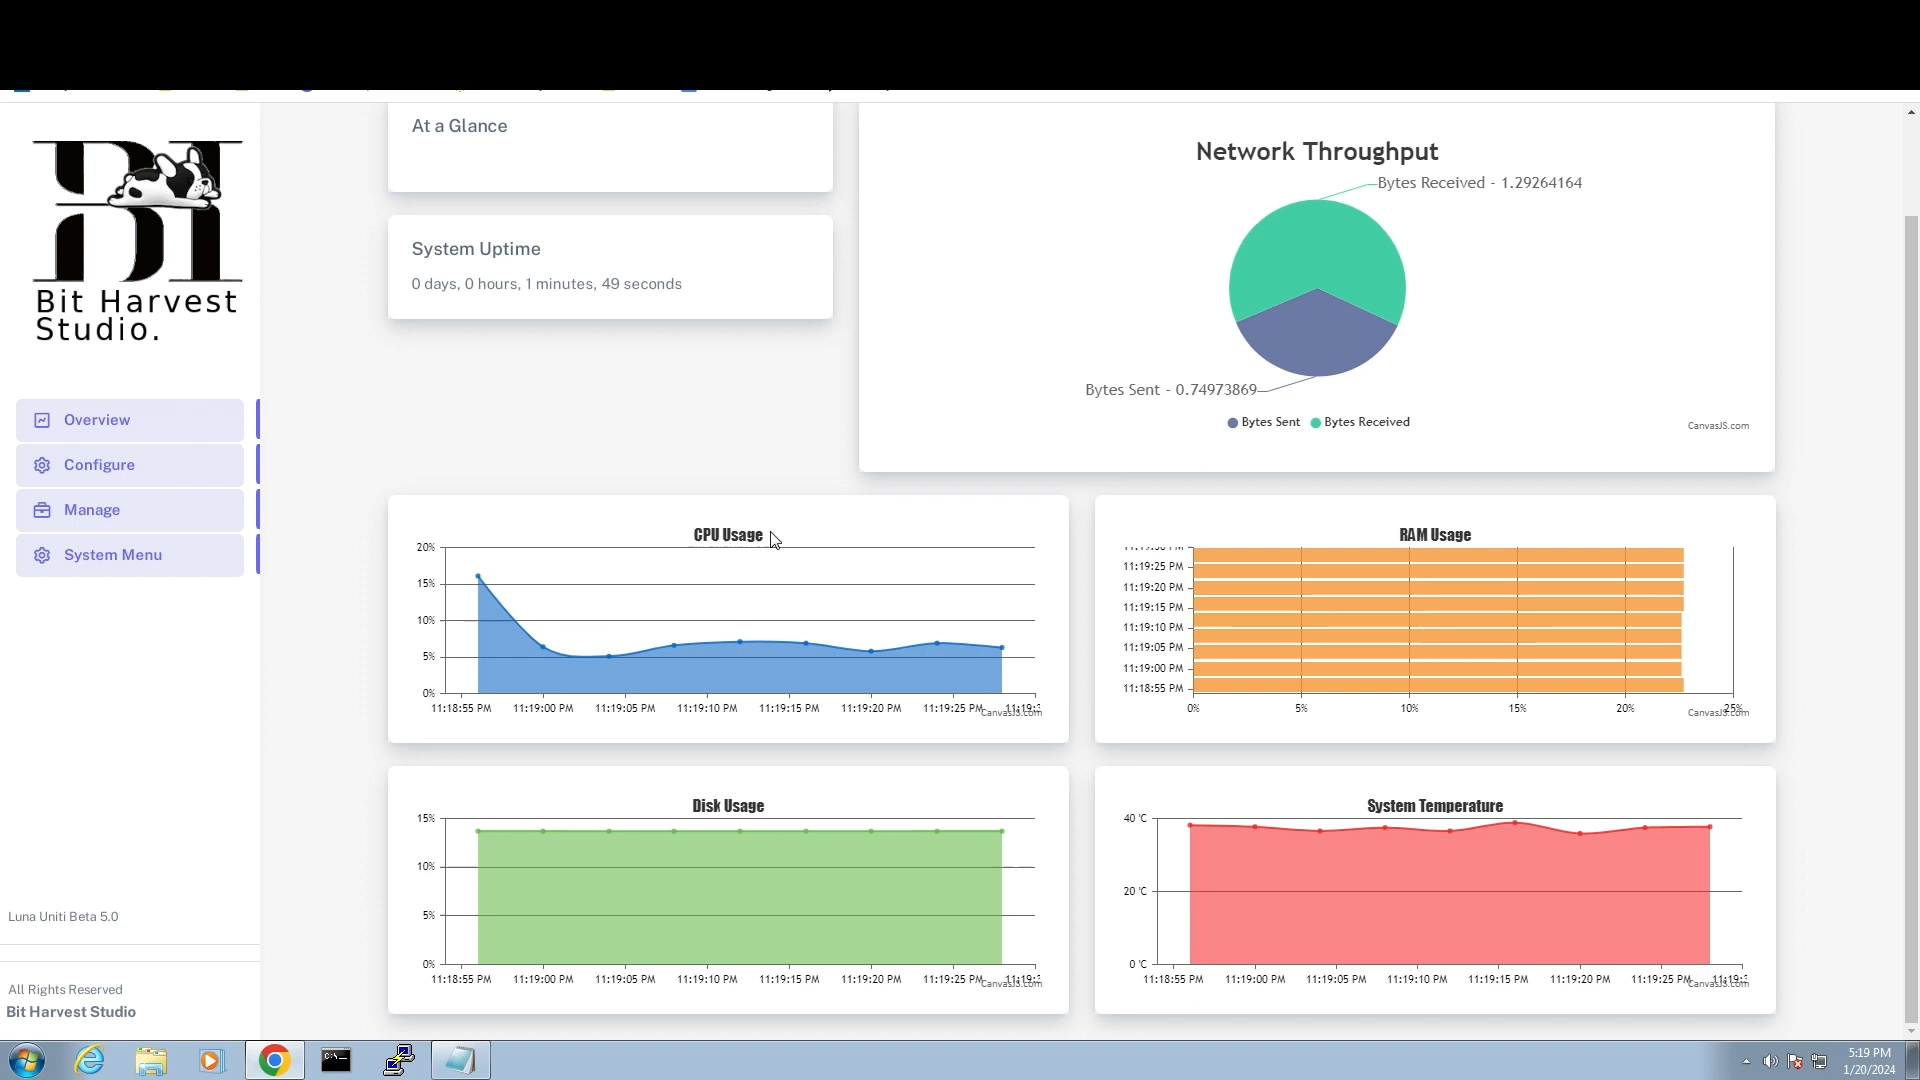 Bit Harvest
Studio.
Overview
Configure
Manage
System Menu
Luna Uniti Beta 5.0
All Rights Reserved
Bit Harvest Studio
At a Glance
System Uptime
0 days, 0 hours, 1 minutes, 49 seconds
Network Throughput
Bytes Received - 1.29264164
Bytes Sent - 0.74973869
Bytes Sent
Bytes Received
CanvasJS.com
CPU Usage
20%
15%
10%
5%
0%
11:18:55 PM 11:19:00 PM 11:19:05 PM 11:19:10 PM 11:19:15 PM 11:19:20 PM 11:19:25 PM
CanvasJS.com
RAM Usage
11:19:25 PM
11:19:20 PM
11:19:15 PM
11:19:10 PM
11:19:05 PM
11:19:00 PM
11:18:55 PM
0% 5% 10% 15% 20% 25%
CanvasJS.com
Disk Usage
15%
10%
5%
0%
11:18:55 PM 11:19:00 PM 11:19:05 PM 11:19:10 PM 11:19:15 PM 11:19:20 PM 11:19:25 PM
CanvasJS.com
System Temperature
40 °C
20 °C
0 °C
11:18:55 PM 11:19:00 PM 11:19:05 PM 11:19:10 PM 11:19:15 PM 11:19:20 PM 11:19:25 PM
CanvasJS.com
C:\_
5:19 PM
1/20/2024